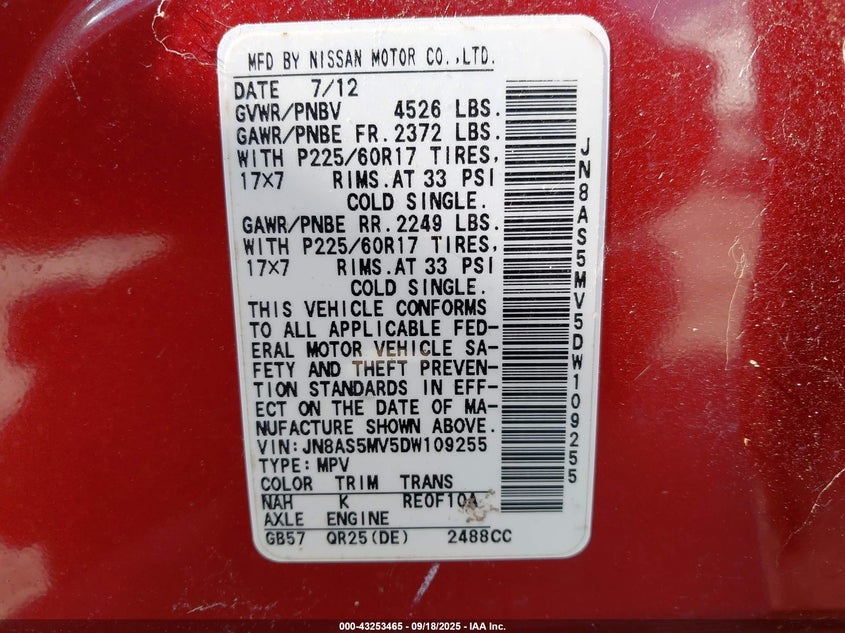 MFD BY NISSAN MOTOR CO.,LTD.
DATE 7/12
GVWR/PNBV 4526 LBS.
GAWR/PNBE FR. 2372 LBS.
WITH P225/60R17 TIRES,
17×7 RIMS.AT 33 PSI
COLD SINGLE.
GAWR/PNBE RR. 2249 LBS.
WITH P225/60R17 TIRES,
17×7 RIMS.AT 33 PSI
COLD SINGLE.
THIS VEHICLE CONFORMS
TO ALL APPLICABLE FED-
ERAL MOTOR VEHICLE SA-
FETY AND THEFT PREVEN-
TION STANDARDS IN EFF-
ECT ON THE DATE OF MA-
NUFACTURE SHOWN ABOVE.
VIN:JN8AS5MV5DW109255
TYPE:MPV
COLOR TRIM TRANS
NAH K RE0F10A
AXLE ENGINE
GB57 QR25(DE) 2488CC
JN8AS5MV5DW109255
000-43253465 - 09/18/2025 - IAA Inc.